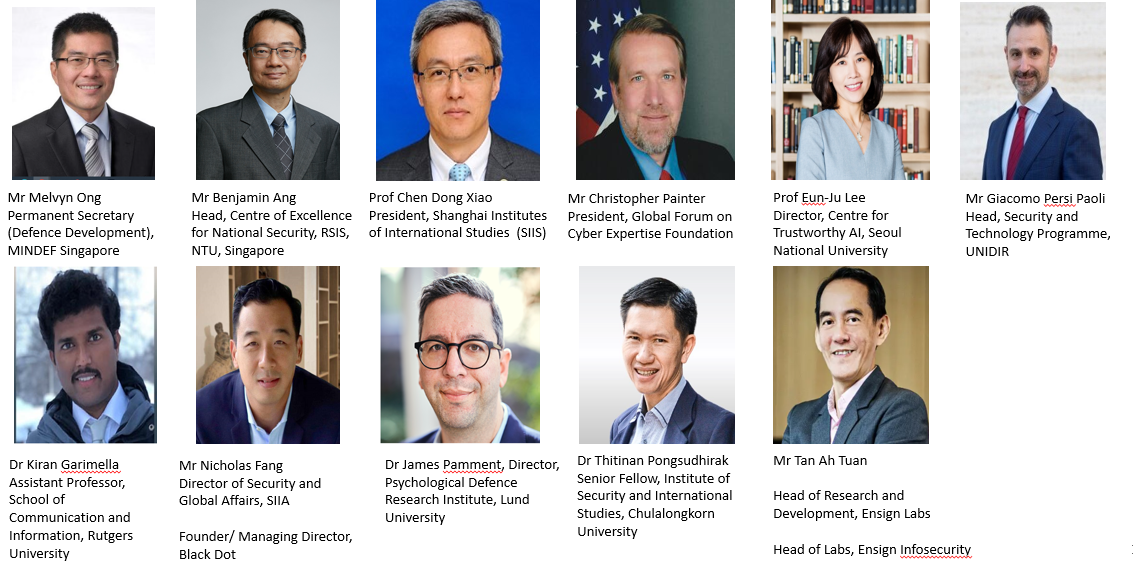 Mr Melvyn Ong
Permanent Secretary
(Defence Development),
MINDEF Singapore
Mr Benjamin Ang
Head, Centre of Excellence
for National Security, RSIS,
NTU, Singapore
Prof Chen Dong Xiao
President, Shanghai Institutes
of International Studies (SIIS)
Mr Christopher Painter
President, Global Forum on
Cyber Expertise Foundation
Prof Eun-Ju Lee
Director, Centre for
Trustworthy AI, Seoul
National University
Mr Giacomo Persi Paoli
Head, Security and
Technology Programme,
UNIDIR
Dr Kiran Garimella
Assistant Professor,
School of
Communication and
Information, Rutgers
University
Mr Nicholas Fang
Director of Security and
Global Affairs, SIIA
Founder/ Managing Director,
Black Dot
Dr James Pamment, Director,
Psychological Defence
Research Institute, Lund
University
Dr Thitinan Pongsudhirak
Senior Fellow, Institute of
Security and International
Studies, Chulalongkorn
University
Mr Tan Ah Tuan
Head of Research and
Development, Ensign Labs
Head of Labs, Ensign Infosecurity